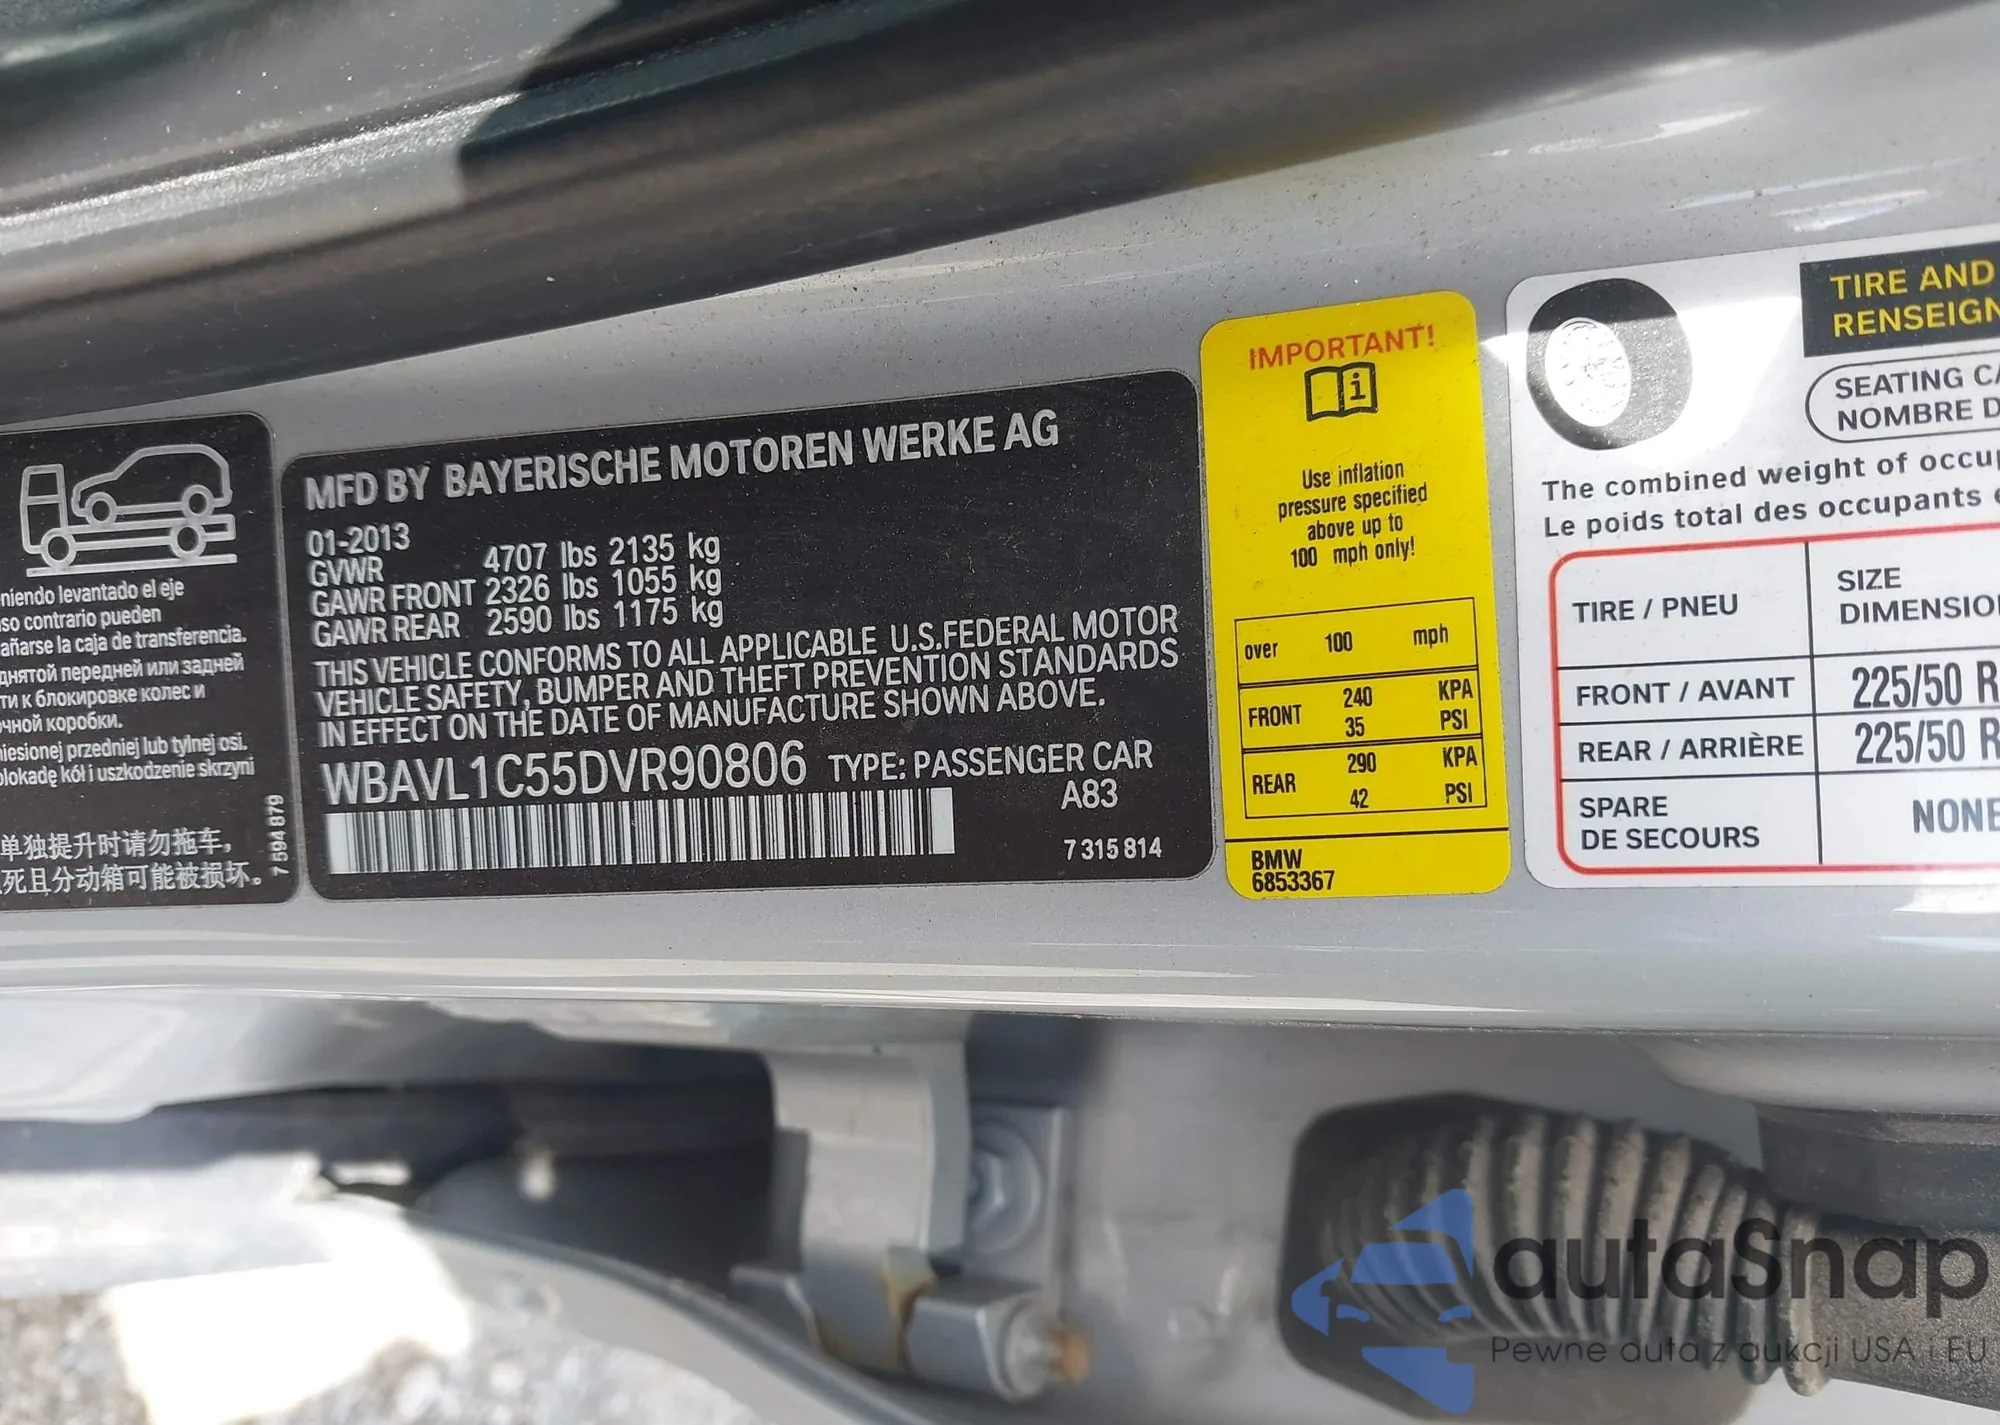 niendo levantado el eje
so contrario pueden
añarse la caja de transferencia.
днятой передней или задней
ти к блокировке колес и
очной коробки.
niesionej przedniej lub tylnej osi.
blokadę kół i uszkodzenie skrzyni
单独提升时请勿拖车，
死且分动箱可能被损坏。
7 594 879
MFD BY BAYERISCHE MOTOREN WERKE AG
01-2013
GVWR 4707 lbs 2135 kg
GAWR FRONT 2326 lbs 1055 kg
GAWR REAR 2590 lbs 1175 kg
THIS VEHICLE CONFORMS TO ALL APPLICABLE U.S.FEDERAL MOTOR
VEHICLE SAFETY, BUMPER AND THEFT PREVENTION STANDARDS
IN EFFECT ON THE DATE OF MANUFACTURE SHOWN ABOVE.
WBAVL1C55DVR90806 TYPE: PASSENGER CAR
A83
7 315 814
IMPORTANT!
Use inflation
pressure specified
above up to
100 mph only!
over 100 mph
FRONT 240 KPA
35 PSI
REAR 290 KPA
42 PSI
BMW
6853367
TIRE AND
RENSEIGN
SEATING CA
NOMBRE D
The combined weight of occup
Le poids total des occupants e
TIRE / PNEU SIZE
DIMENSIO
FRONT / AVANT 225/50 R
REAR / ARRIÈRE 225/50 R
SPARE
DE SECOURS NONE
autaSnap
Pewne auta z aukcji USA i EU